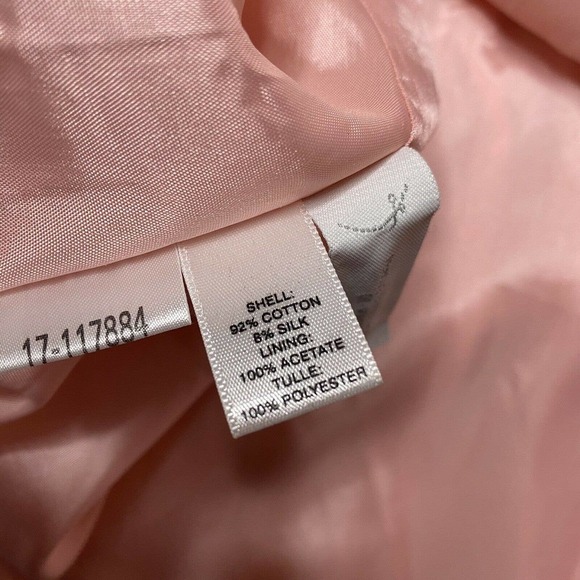 17-117884
SHELL:
92% COTTON
8% SILK
LINING:
100% ACETATE
TULLE:
100% POLYESTER